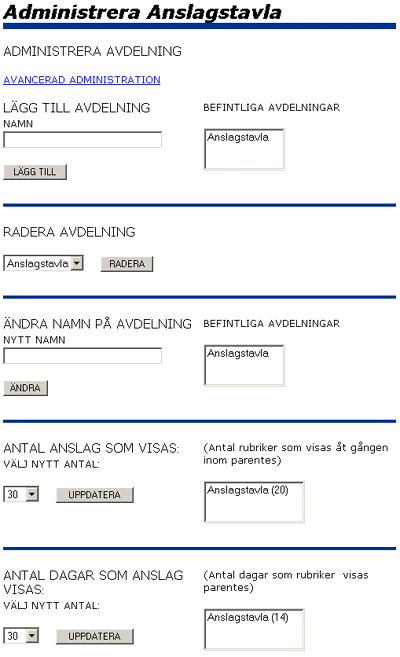 Administrera Anslagstavla
ADMINISTRERA AVDELNING
AVANCERAD ADMINISTRATION
LÄGG TILL AVDELNING
NAMN
BEFINTLIGA AVDELNINGAR
Anslagstavla
LÄGG TILL
RADERA AVDELNING
Anslagstavla
RADERA
ÄNDRA NAMN PÅ AVDELNING
NYTT NAMN
BEFINTLIGA AVDELNINGAR
Anslagstavla
ÄNDRA
ANTAL ANSLAG SOM VISAS:
VÄLJ NYTT ANTAL:
(Antal rubriker som visas åt gången
inom parentes)
30
UPPDATERA
Anslagstavla (20)
ANTAL DAGAR SOM ANSLAG
VISAS:
VÄLJ NYTT ANTAL:
(Antal dagar som rubriker visas
parentes)
30
UPPDATERA
Anslagstavla (14)